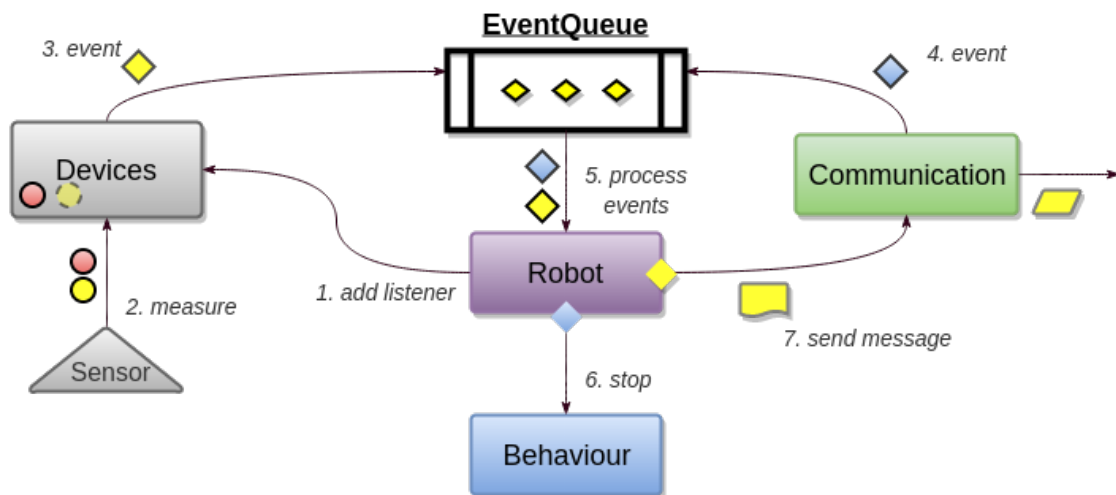 EventQueue
3. event
4. event
Devices
5. process
events
Communication
Robot
1. add listener
2. measure
7. send message
Sensor
6. stop
Behaviour